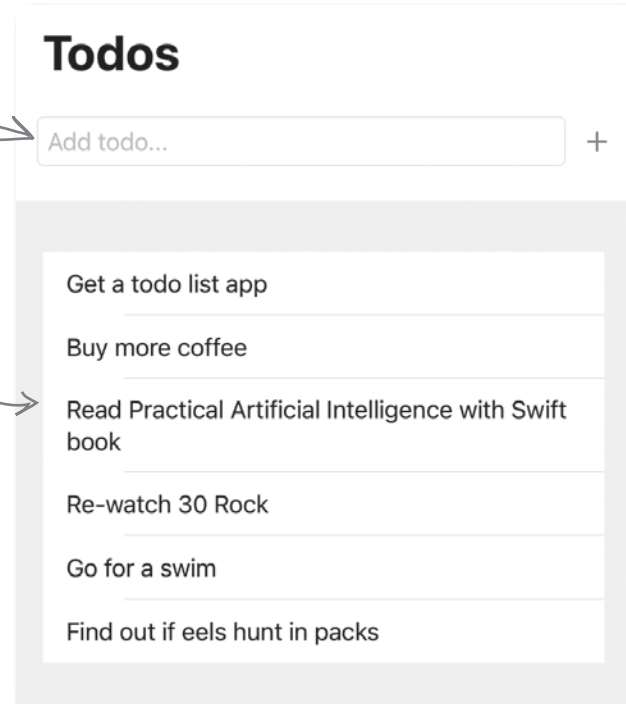 Todos
Add todo...
+
Get a todo list app
Buy more coffee
Read Practical Artificial Intelligence with Swift
book
Re-watch 30 Rock
Go for a swim
Find out if eels hunt in packs